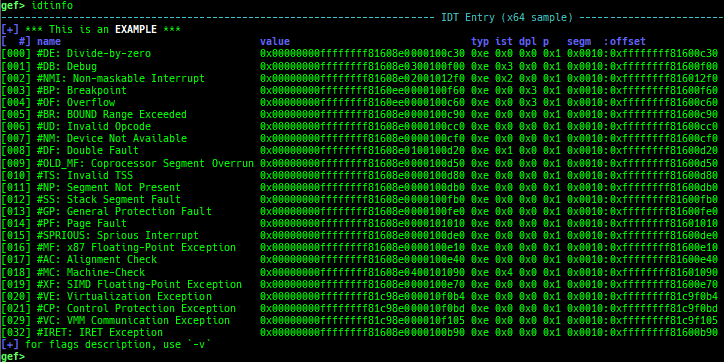 gef> idtinfo
IDT Entry (x64 sample)
[+] *** This is an EXAMPLE ***
[  #] name value typ ist dpl p segm :offset
[000] #DE: Divide-by-zero 0x00000000ffffffff81608e0000100c30 0xe 0x0 0x0 0x1 0x0010:0xffffffff81600c30
[001] #DB: Debug 0x00000000ffffffff81608e0300100f00 0xe 0x3 0x0 0x1 0x0010:0xffffffff81600f00
[002] #NMI: Non-maskable Interrupt 0x00000000ffffffff81608e02001012f0 0xe 0x2 0x0 0x1 0x0010:0xffffffff816012f0
[003] #BP: Breakpoint 0x00000000ffffffff8160ee0000100f60 0xe 0x0 0x3 0x1 0x0010:0xffffffff81600f60
[004] #OF: Overflow 0x00000000ffffffff8160ee0000100c60 0xe 0x0 0x3 0x1 0x0010:0xffffffff81600c60
[005] #BR: BOUND Range Exceeded 0x00000000ffffffff81608e0000100c90 0xe 0x0 0x0 0x1 0x0010:0xffffffff81600c90
[006] #UD: Invalid Opcode 0x00000000ffffffff81608e0000100cc0 0xe 0x0 0x0 0x1 0x0010:0xffffffff81600cc0
[007] #NM: Device Not Available 0x00000000ffffffff81608e0000100cf0 0xe 0x0 0x0 0x1 0x0010:0xffffffff81600cf0
[008] #DF: Double Fault 0x00000000ffffffff81608e0100100d20 0xe 0x1 0x0 0x1 0x0010:0xffffffff81600d20
[009] #OLD_MF: Coprocessor Segment Overrun 0x00000000ffffffff81608e0000100d50 0xe 0x0 0x0 0x1 0x0010:0xffffffff81600d50
[010] #TS: Invalid TSS 0x00000000ffffffff81608e0000100d80 0xe 0x0 0x0 0x1 0x0010:0xffffffff81600d80
[011] #NP: Segment Not Present 0x00000000ffffffff81608e0000100db0 0xe 0x0 0x0 0x1 0x0010:0xffffffff81600db0
[012] #SS: Stack Segment Fault 0x00000000ffffffff81608e0000100fb0 0xe 0x0 0x0 0x1 0x0010:0xffffffff81600fb0
[013] #GP: General Protection Fault 0x00000000ffffffff81608e0000100fe0 0xe 0x0 0x0 0x1 0x0010:0xffffffff81600fe0
[014] #PF: Page Fault 0x00000000ffffffff81608e0000101010 0xe 0x0 0x0 0x1 0x0010:0xffffffff81601010
[015] #SPRIOUS: Sprious Interrupt 0x00000000ffffffff81608e0000100de0 0xe 0x0 0x0 0x1 0x0010:0xffffffff81600de0
[016] #MF: x87 Floating-Point Exception 0x00000000ffffffff81608e0000100e10 0xe 0x0 0x0 0x1 0x0010:0xffffffff81600e10
[017] #AC: Alignment Check 0x00000000ffffffff81608e0000100e40 0xe 0x0 0x0 0x1 0x0010:0xffffffff81600e40
[018] #MC: Machine-Check 0x00000000ffffffff81608e0400101090 0xe 0x4 0x0 0x1 0x0010:0xffffffff81601090
[019] #XF: SIMD Floating-Point Exception 0x00000000ffffffff81608e0000100e70 0xe 0x0 0x0 0x1 0x0010:0xffffffff81600e70
[020] #VE: Virtualization Exception 0x00000000ffffffff81c98e000010f0b4 0xe 0x0 0x0 0x1 0x0010:0xffffffff81c9f0b4
[021] #CP: Control Protection Exception 0x00000000ffffffff81c98e000010f0bd 0xe 0x0 0x0 0x1 0x0010:0xffffffff81c9f0bd
[029] #VC: VMM Communication Exception 0x00000000ffffffff81c98e000010f105 0xe 0x0 0x0 0x1 0x0010:0xffffffff81c9f105
[032] #IRET: IRET Exception 0x00000000ffffffff81608e0000100b90 0xe 0x0 0x0 0x1 0x0010:0xffffffff81600b90
[+] for flags description, use `-v`
gef>